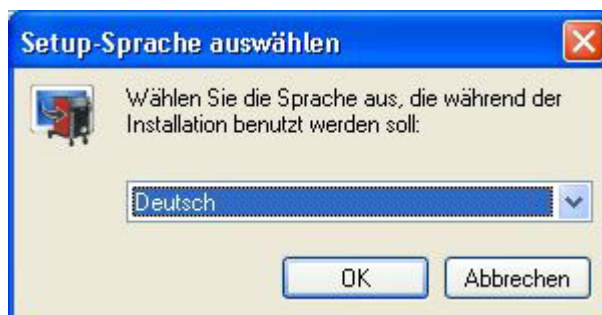 Setup-Sprache auswählen
Wählen Sie die Sprache aus, die während der
Installation benutzt werden soll:
Deutsch
OK
Abbrechen